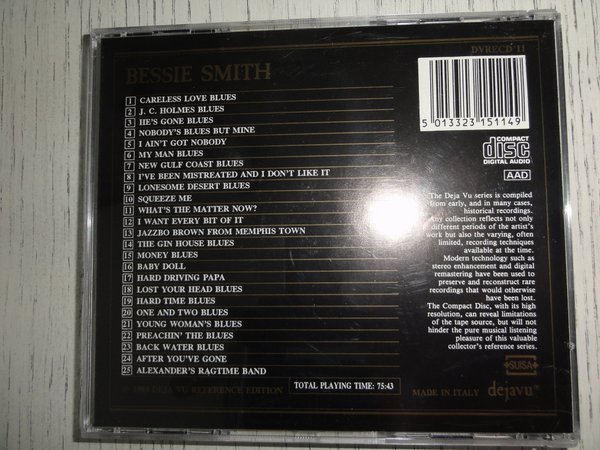 BESSIE SMITH
DVRECD 11
1 CARELESS LOVE BLUES
2 J. C. HOLMES BLUES
3 HE'S GONE BLUES
4 NOBODY'S BLUES BUT MINE
5 I AIN'T GOT NOBODY
6 MY MAN BLUES
7 NEW GULF COAST BLUES
8 I'VE BEEN MISTREATED AND I DON'T LIKE IT
9 LONESOME DESERT BLUES
10 SQUEEZE ME
11 WHAT'S THE MATTER NOW?
12 I WANT EVERY BIT OF IT
13 JAZZBO BROWN FROM MEMPHIS TOWN
14 THE GIN HOUSE BLUES
15 MONEY BLUES
16 BABY DOLL
17 HARD DRIVING PAPA
18 LOST YOUR HEAD BLUES
19 HARD TIME BLUES
20 ONE AND TWO BLUES
21 YOUNG WOMAN'S BLUES
22 PREACHIN' THE BLUES
23 BACK WATER BLUES
24 AFTER YOU'VE GONE
25 ALEXANDER'S RAGTIME BAND
DEJA VU REFERENCE EDITION
TOTAL PLAYING TIME: 75:43
5 013323 151149
COMPACT
disc
DIGITAL AUDIO
AAD
The Deja Vu series is compiled
from early, and in many cases,
historical recordings.
Any collection reflects not only
different periods of the artist's
work but also the varying, often
limited, recording techniques
available at the time.
Modern technology such as
stereo enhancement and digital
remastering have been used to
preserve and reconstruct rare
recordings that would otherwise
have been lost.
The Compact Disc, with its high
resolution, can reveal limitations
of the tape source, but will not
hinder the pure musical listening
pleasure of this valuable
collector's reference series.
SUISA
MADE IN ITALY
dejavu